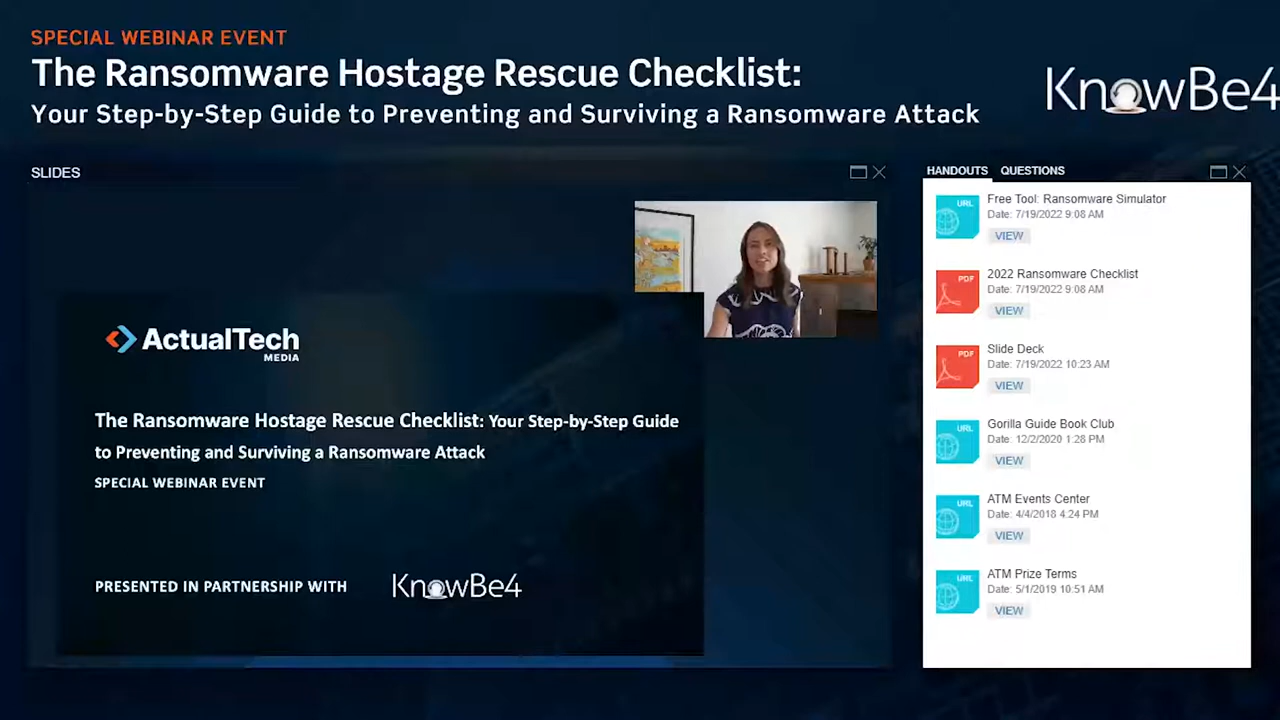 SPECIAL WEBINAR EVENT
The Ransomware Hostage Rescue Checklist:
Your Step-by-Step Guide to Preventing and Surviving a Ransomware Attack
KnowBe4
SLIDES
ActualTech
MEDIA
The Ransomware Hostage Rescue Checklist: Your Step-by-Step Guide
to Preventing and Surviving a Ransomware Attack
SPECIAL WEBINAR EVENT
PRESENTED IN PARTNERSHIP WITH KnowBe4
HANDOUTS QUESTIONS
URL
Free Tool: Ransomware Simulator
Date: 7/19/2022 9:08 AM
VIEW
PDF
2022 Ransomware Checklist
Date: 7/19/2022 9:08 AM
VIEW
PDF
Slide Deck
Date: 7/19/2022 10:23 AM
VIEW
URL
Gorilla Guide Book Club
Date: 12/2/2020 1:28 PM
VIEW
URL
ATM Events Center
Date: 4/4/2018 4:24 PM
VIEW
URL
ATM Prize Terms
Date: 5/1/2019 10:51 AM
VIEW